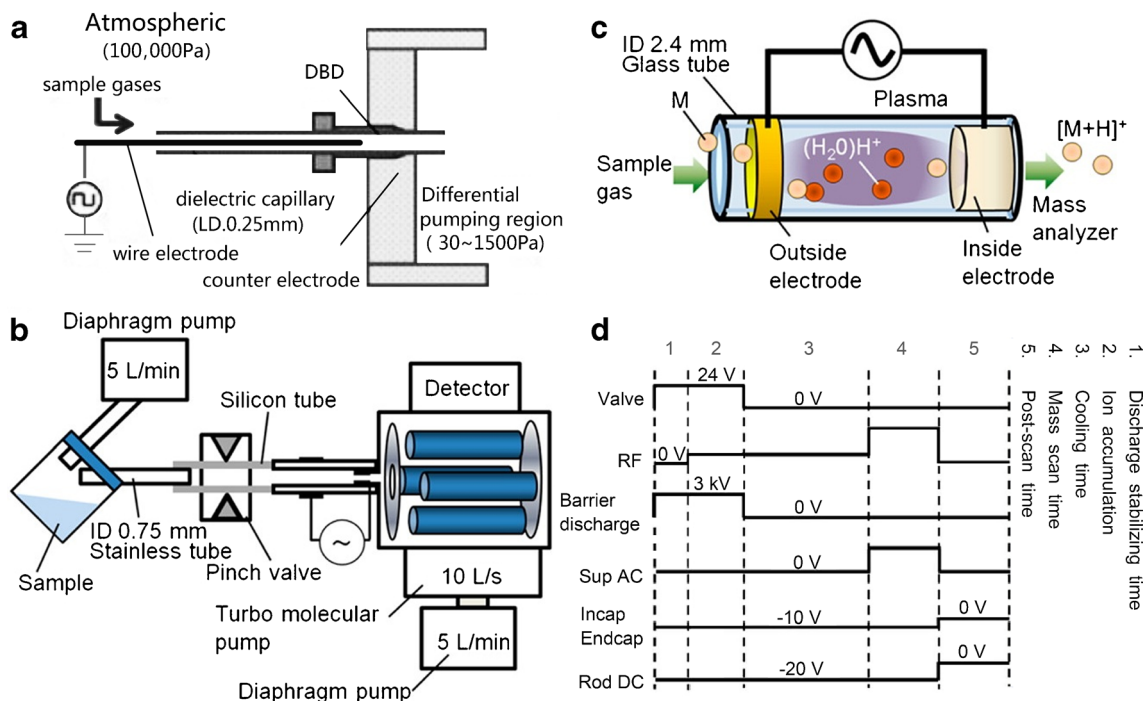 a
Atmospheric
(100,000Pa)
sample gases
DBD
dielectric capillary
(LD.0.25mm)
Differential
pumping region
( 30~1500Pa)
wire electrode
counter electrode
b
Diaphragm pump
5 L/min
Silicon tube
Detector
ID 0.75 mm
Stainless tube
Sample
Pinch valve
~
10 L/s
Turbo molecular
pump
5 L/min
Diaphragm pump
c
ID 2.4 mm
Glass tube
M
Plasma
(H₂0)H⁺
[M+H]⁺
Sample
gas
Mass
analyzer
Outside
electrode
Inside
electrode
d
1 2 3 4 5
Valve 24 V 0 V
RF 0 V
Barrier
discharge
3 kV 0 V
Sup AC 0 V
Incap
Endcap
-10 V 0 V
Rod DC -20 V 0 V
1. Discharge stabilizing time
2. Ion accumulation
3. Cooling time
4. Mass scan time
5. Post-scan time